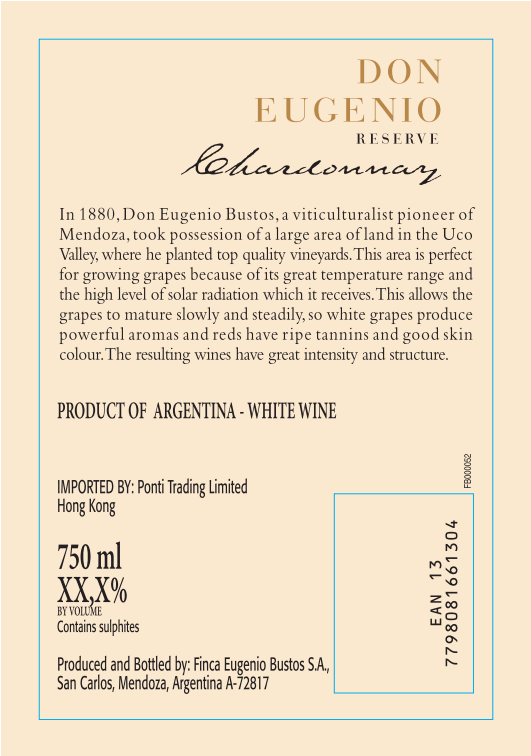 DON
EUGENIO
RESERVE
Chardonnay
In 1880, Don Eugenio Bustos, a viticulturalist pioneer of
Mendoza, took possession of a large area of land in the Uco
Valley, where he planted top quality vineyards. This area is perfect
for growing grapes because of its great temperature range and
the high level of solar radiation which it receives. This allows the
grapes to mature slowly and steadily, so white grapes produce
powerful aromas and reds have ripe tannins and good skin
colour. The resulting wines have great intensity and structure.
PRODUCT OF ARGENTINA - WHITE WINE
IMPORTED BY: Ponti Trading Limited
Hong Kong
750 ml
XX,X%
BY VOLUME
Contains sulphites
Produced and Bottled by: Finca Eugenio Bustos S.A.,
San Carlos, Mendoza, Argentina A-72817
FB000052
EAN 13
7798081661304